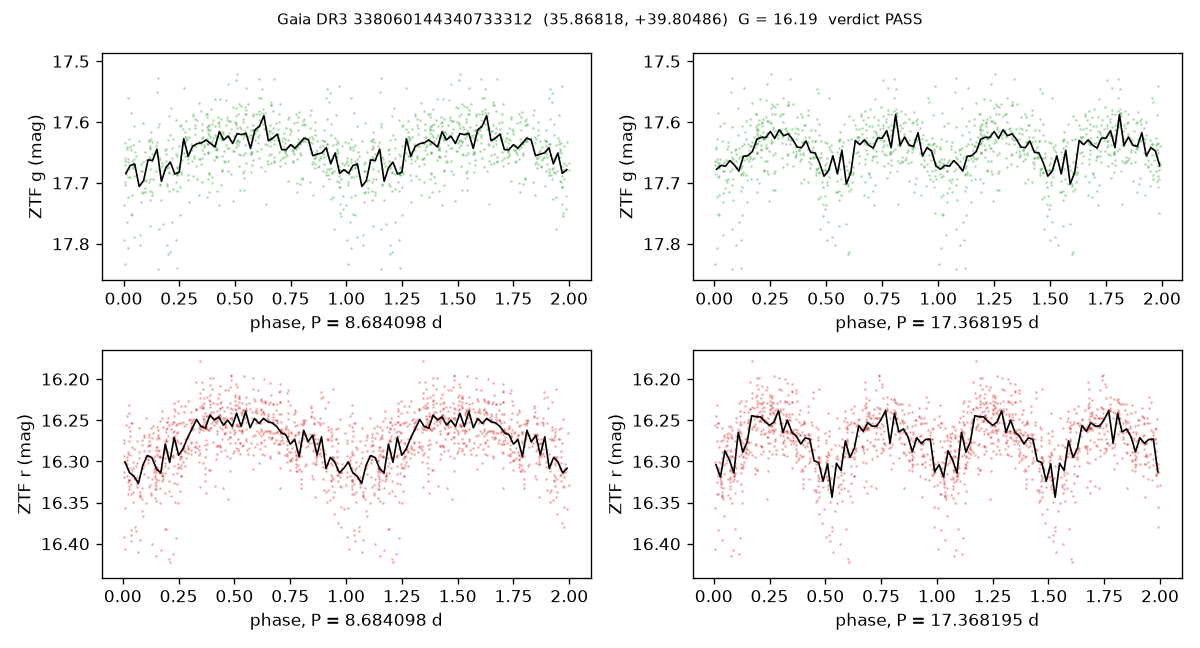 Gaia DR3 338060144340733312  (35.86818, +39.80486)  G = 16.19  verdict PASS
ZTF g (mag)
17.5
17.6
17.7
17.8
0.00 0.25 0.50 0.75 1.00 1.25 1.50 1.75 2.00
phase, P = 8.684098 d
ZTF g (mag)
17.5
17.6
17.7
17.8
0.00 0.25 0.50 0.75 1.00 1.25 1.50 1.75 2.00
phase, P = 17.368195 d
ZTF r (mag)
16.20
16.25
16.30
16.35
16.40
0.00 0.25 0.50 0.75 1.00 1.25 1.50 1.75 2.00
phase, P = 8.684098 d
ZTF r (mag)
16.20
16.25
16.30
16.35
16.40
0.00 0.25 0.50 0.75 1.00 1.25 1.50 1.75 2.00
phase, P = 17.368195 d